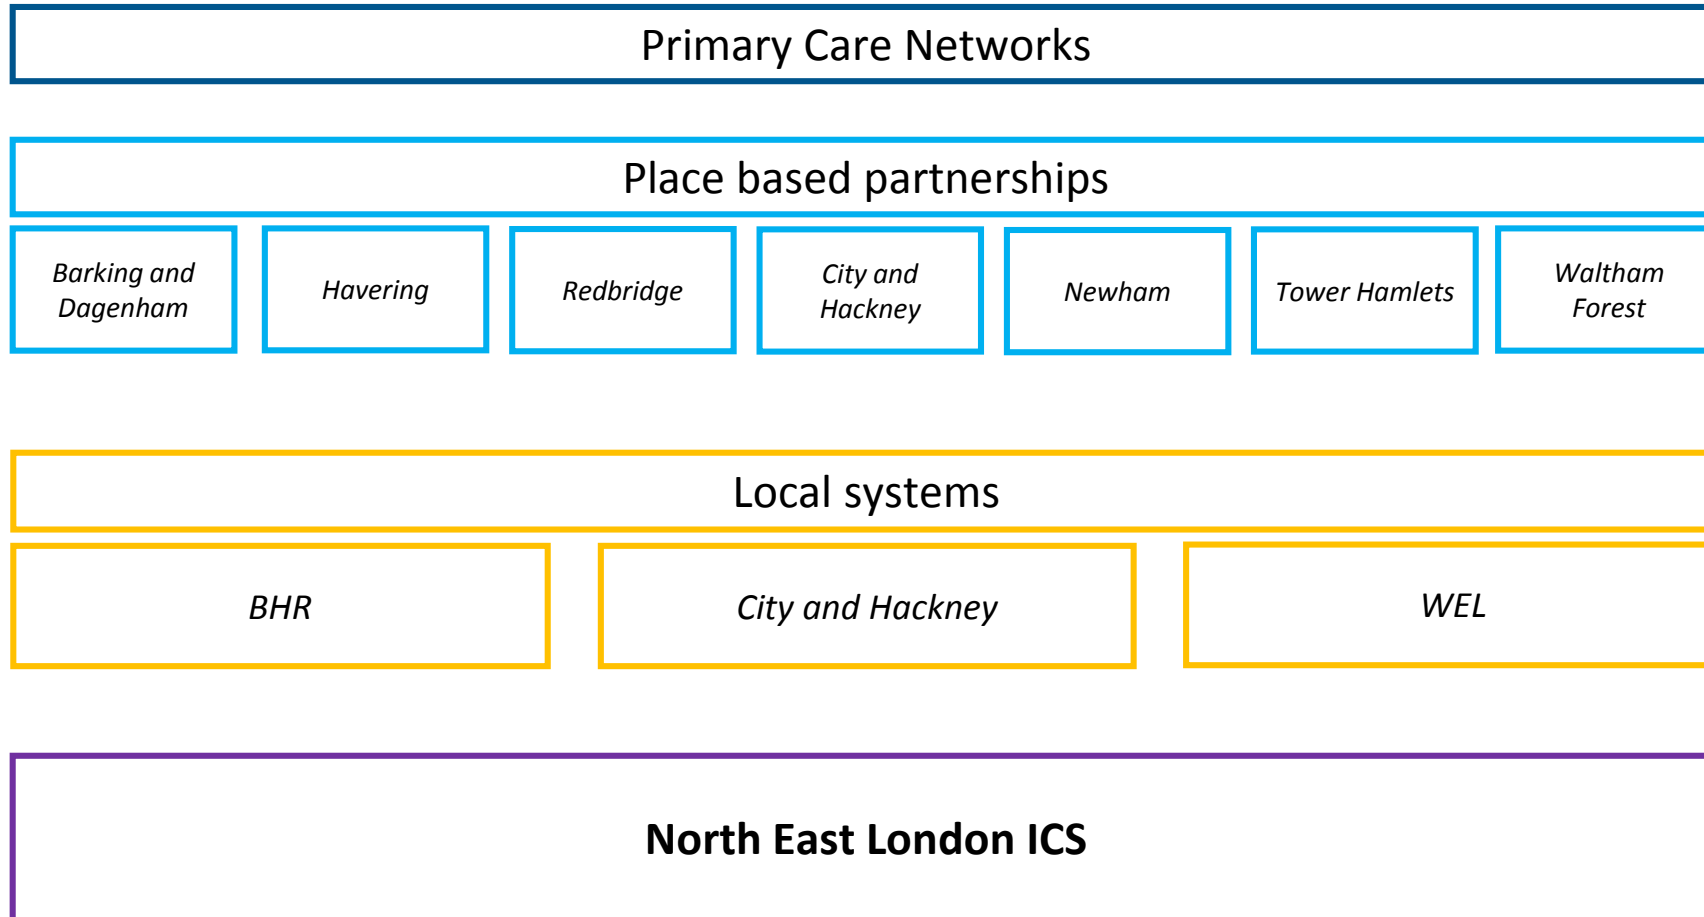 Primary Care Networks
Place based partnerships
Barking and
Dagenham
Havering
Redbridge
City and
Hackney
Newham
Tower Hamlets
Waltham
Forest
Local systems
BHR
City and Hackney
WEL
North East London ICS